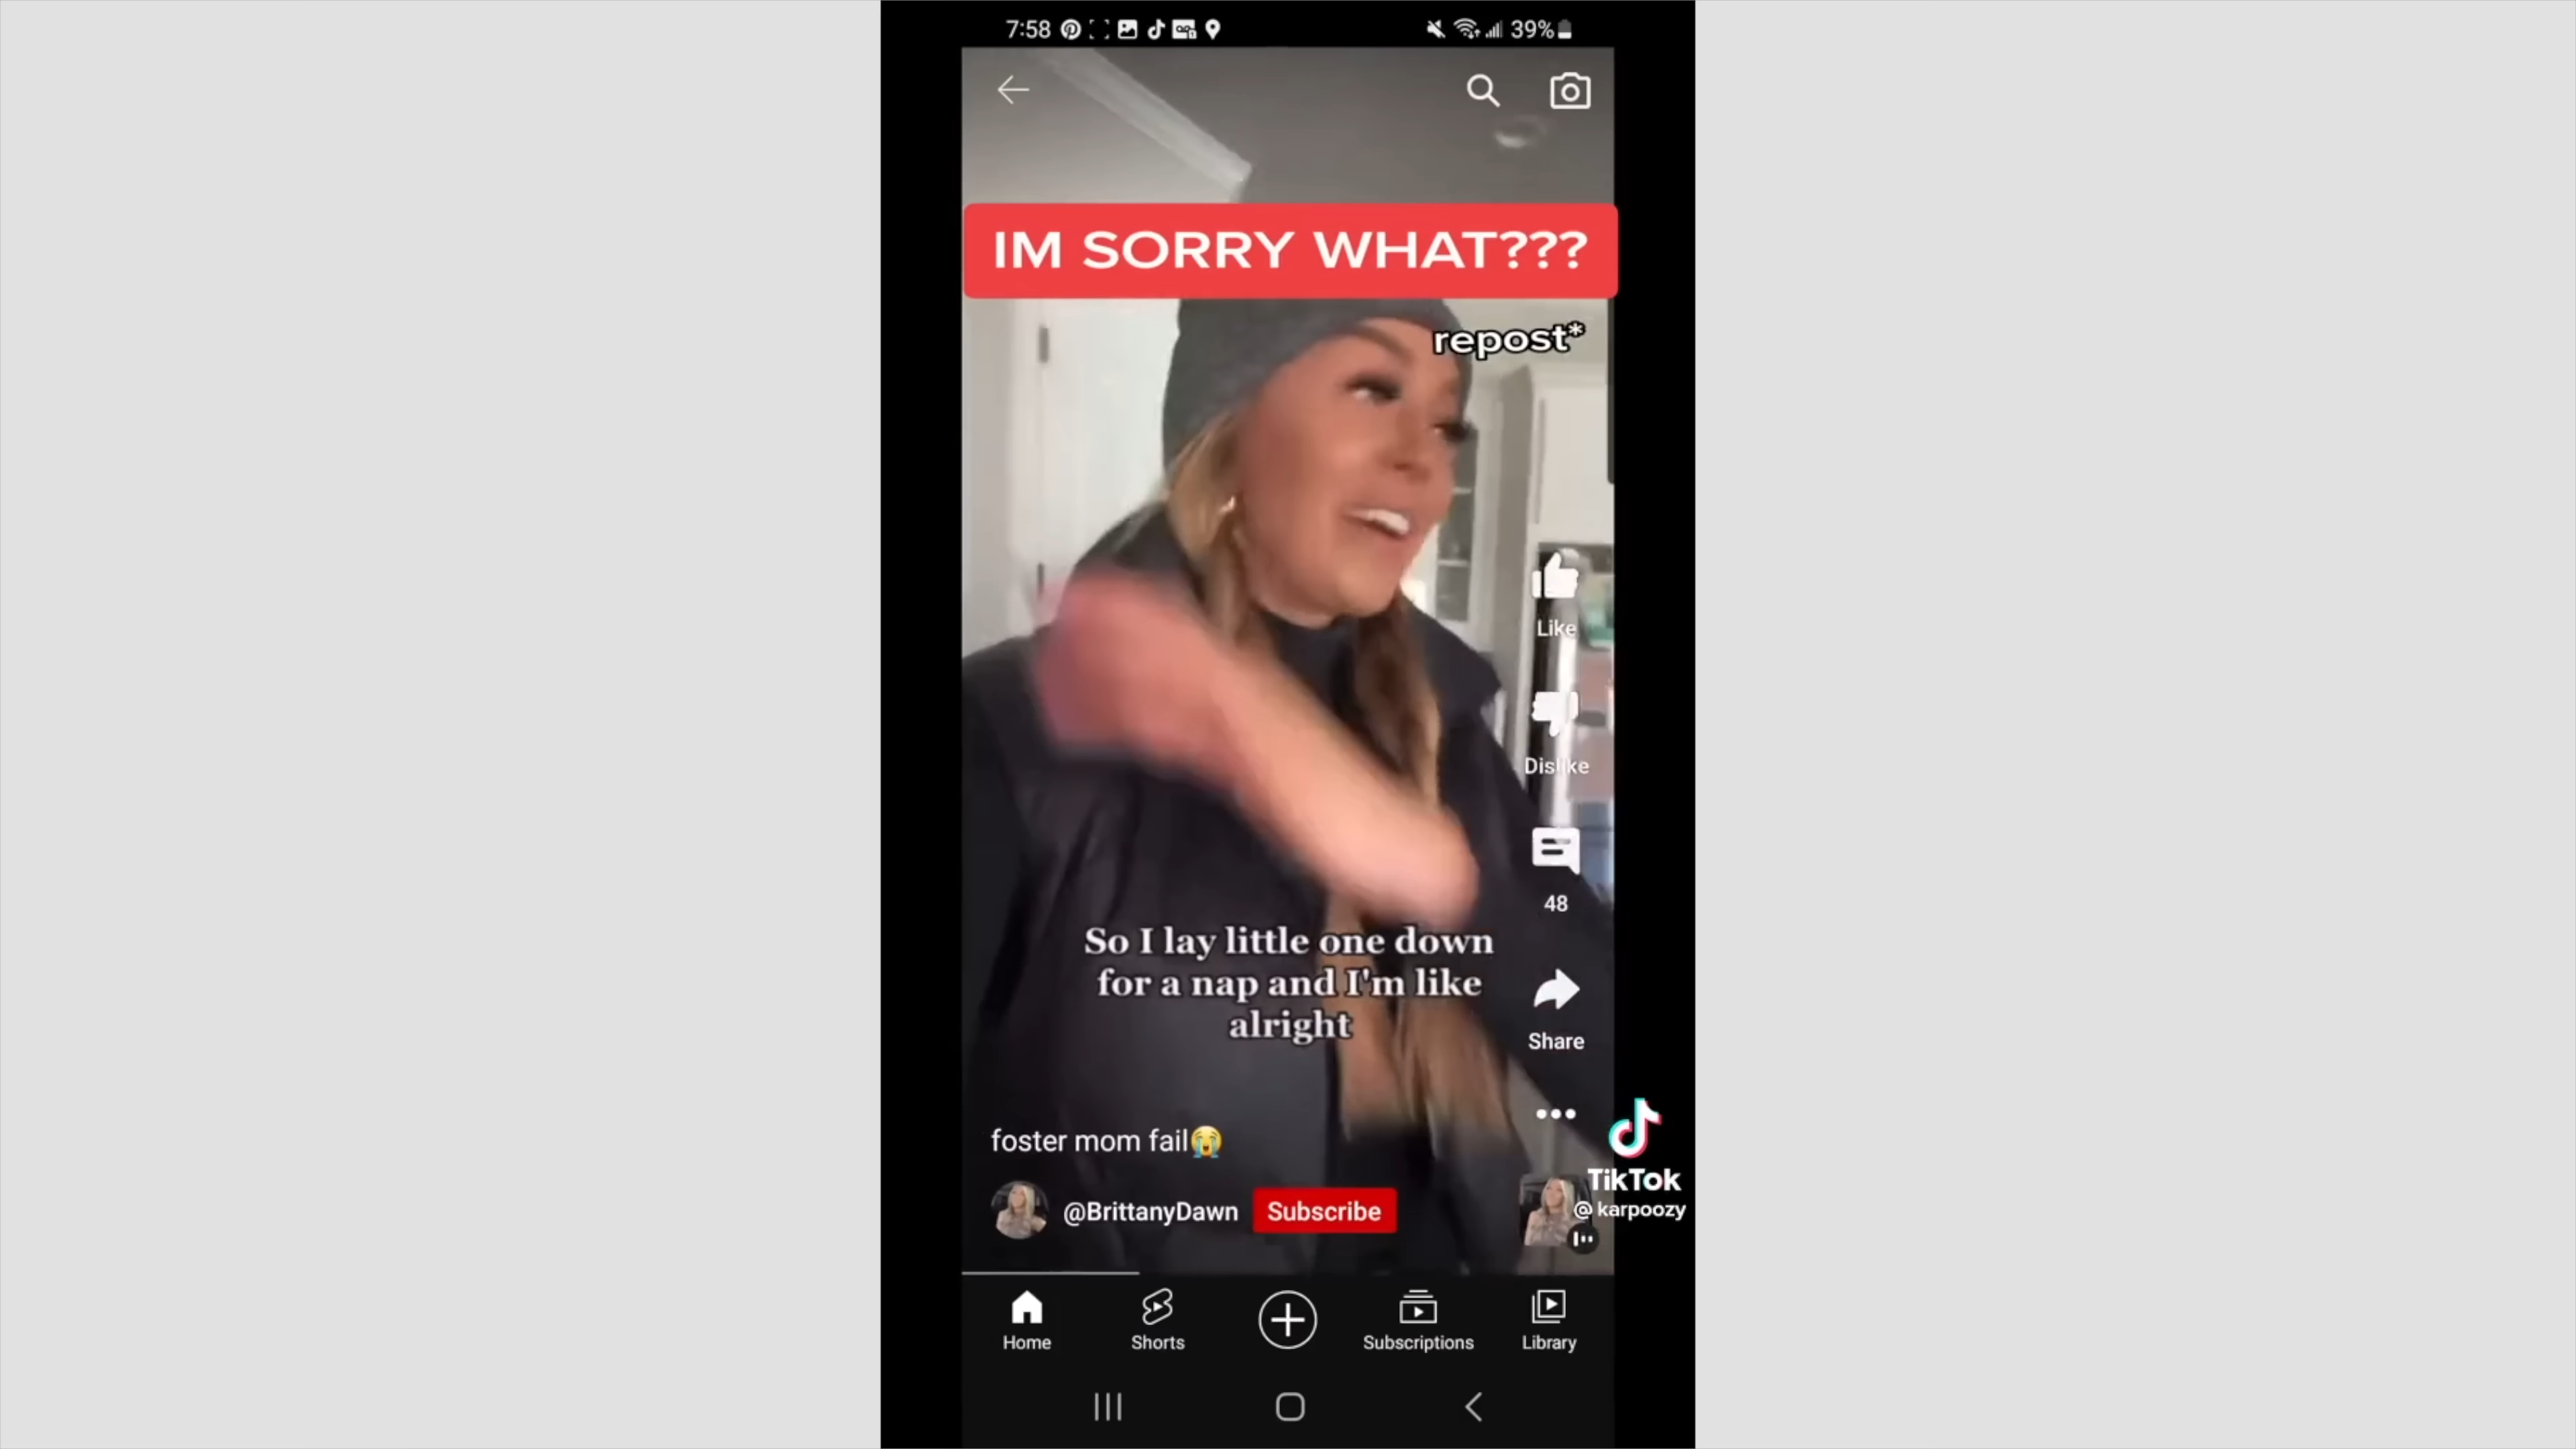 7:58
39%
IM SORRY WHAT???
repost*
Like
Dislike
48
So I lay little one down
for a nap and I'm like
alright
Share
foster mom fail😭
TikTok
@BrittanyDawn Subscribe
@ karpoozy
Home Shorts Subscriptions Library